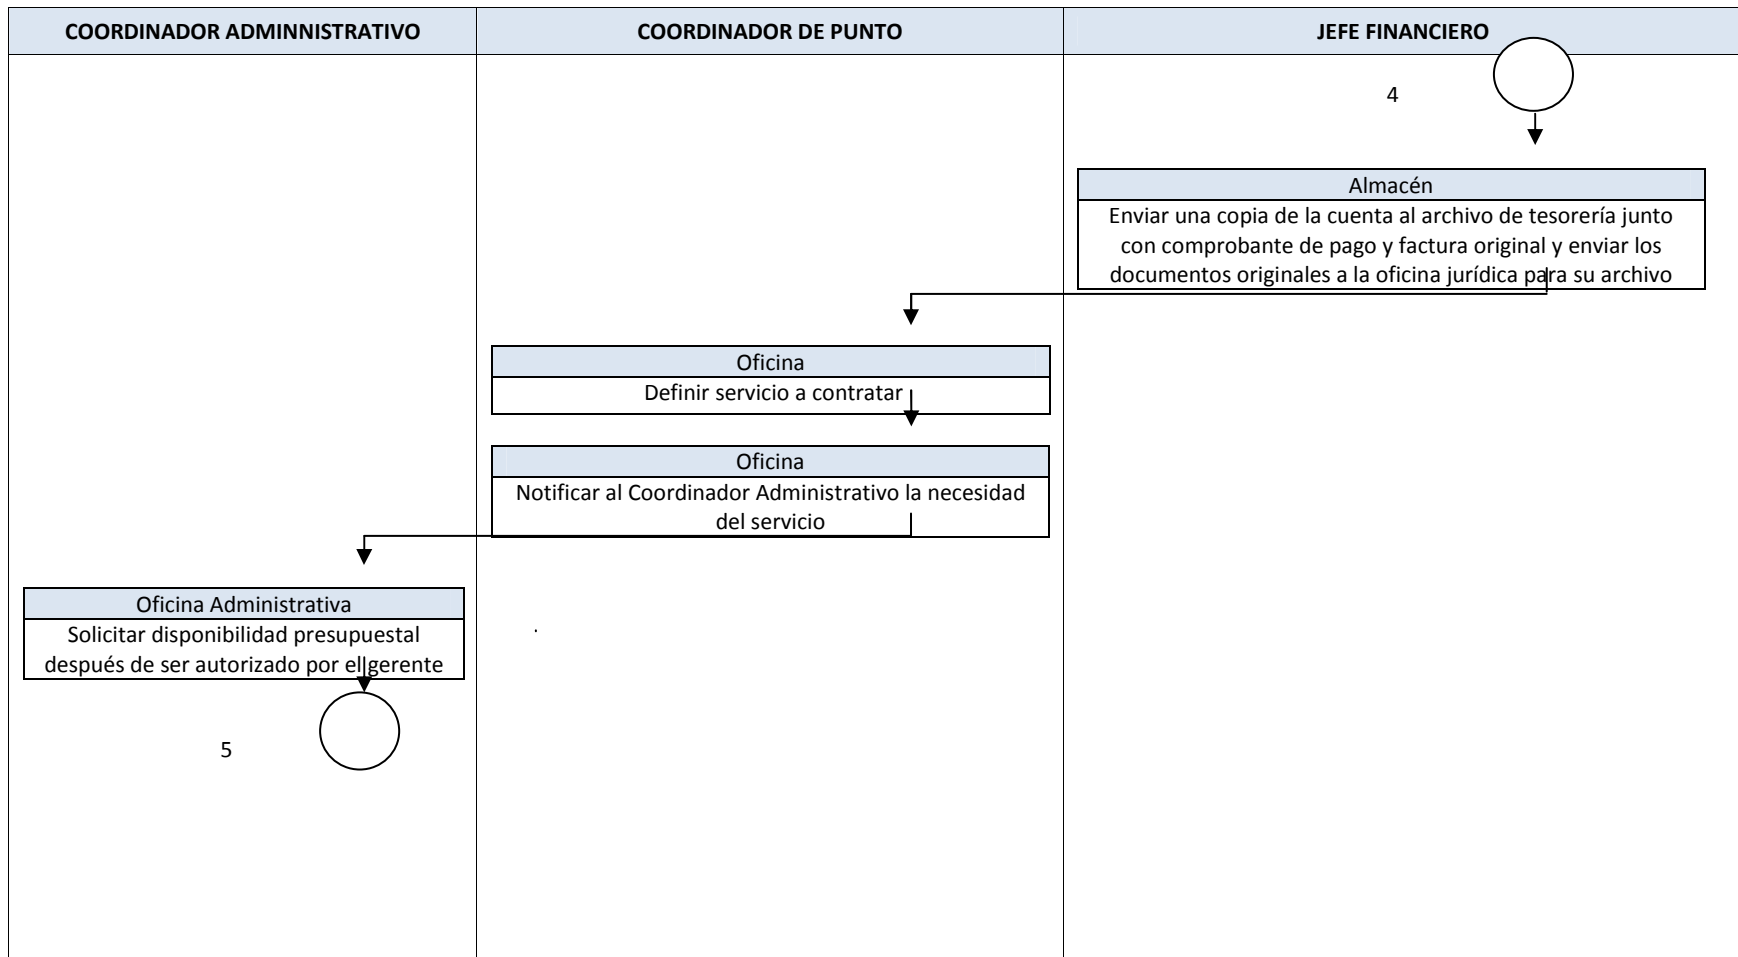 COORDINADOR ADMINNISTRATIVO
COORDINADOR DE PUNTO
JEFE FINANCIERO
4
Almacén
Enviar una copia de la cuenta al archivo de tesorería junto
con comprobante de pago y factura original y enviar los
documentos originales a la oficina jurídica para su archivo
Oficina
Definir servicio a contratar
Oficina
Notificar al Coordinador Administrativo la necesidad
del servicio
Oficina Administrativa
Solicitar disponibilidad presupuestal
después de ser autorizado por el gerente
.
5